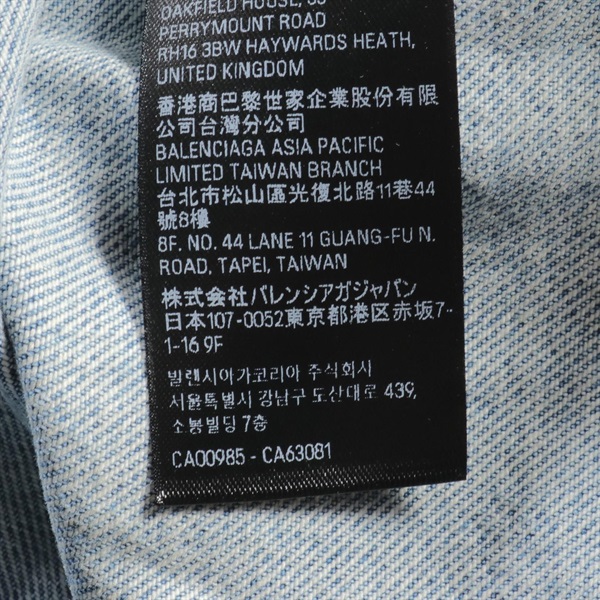 OAKFIELD HOUSE, 35
PERRYMOUNT ROAD
RH16 3BW HAYWARDS HEATH,
UNITED KINGDOM
香港商巴黎世家企業股份有限
公司台灣分公司
BALENCIAGA ASIA PACIFIC
LIMITED TAIWAN BRANCH
台北市松山區光復北路11巷44
號8樓
8F, NO. 44 LANE 11 GUANG-FU N.
ROAD, TAPEI, TAIWAN
株式会社バレンシアガジャパン
日本107-0052東京都港区赤坂7-
1-16 9F
발렌시아가코리아 주식회사
서울특별시 강남구 도산대로 439,
소봉빌딩 7층
CA00985 - CA63081